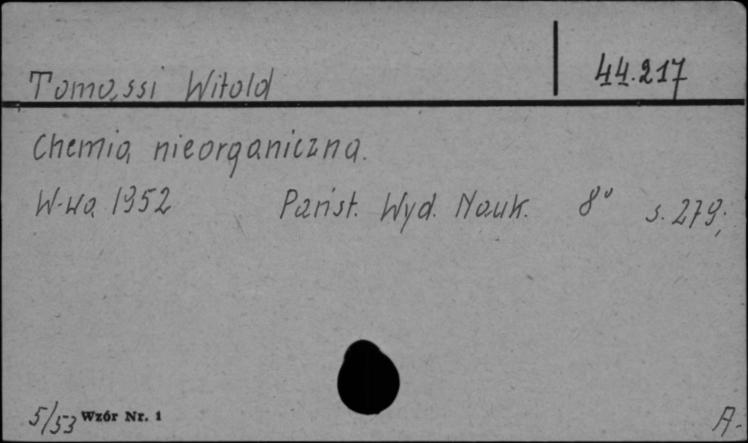 Tomassi Witold 44.217
Chemia nieorganiczna.
W-wa 1952 Państ. Wyd. Nauk. 8° s. 279;
5/53 Wzór Nr. 1 A-